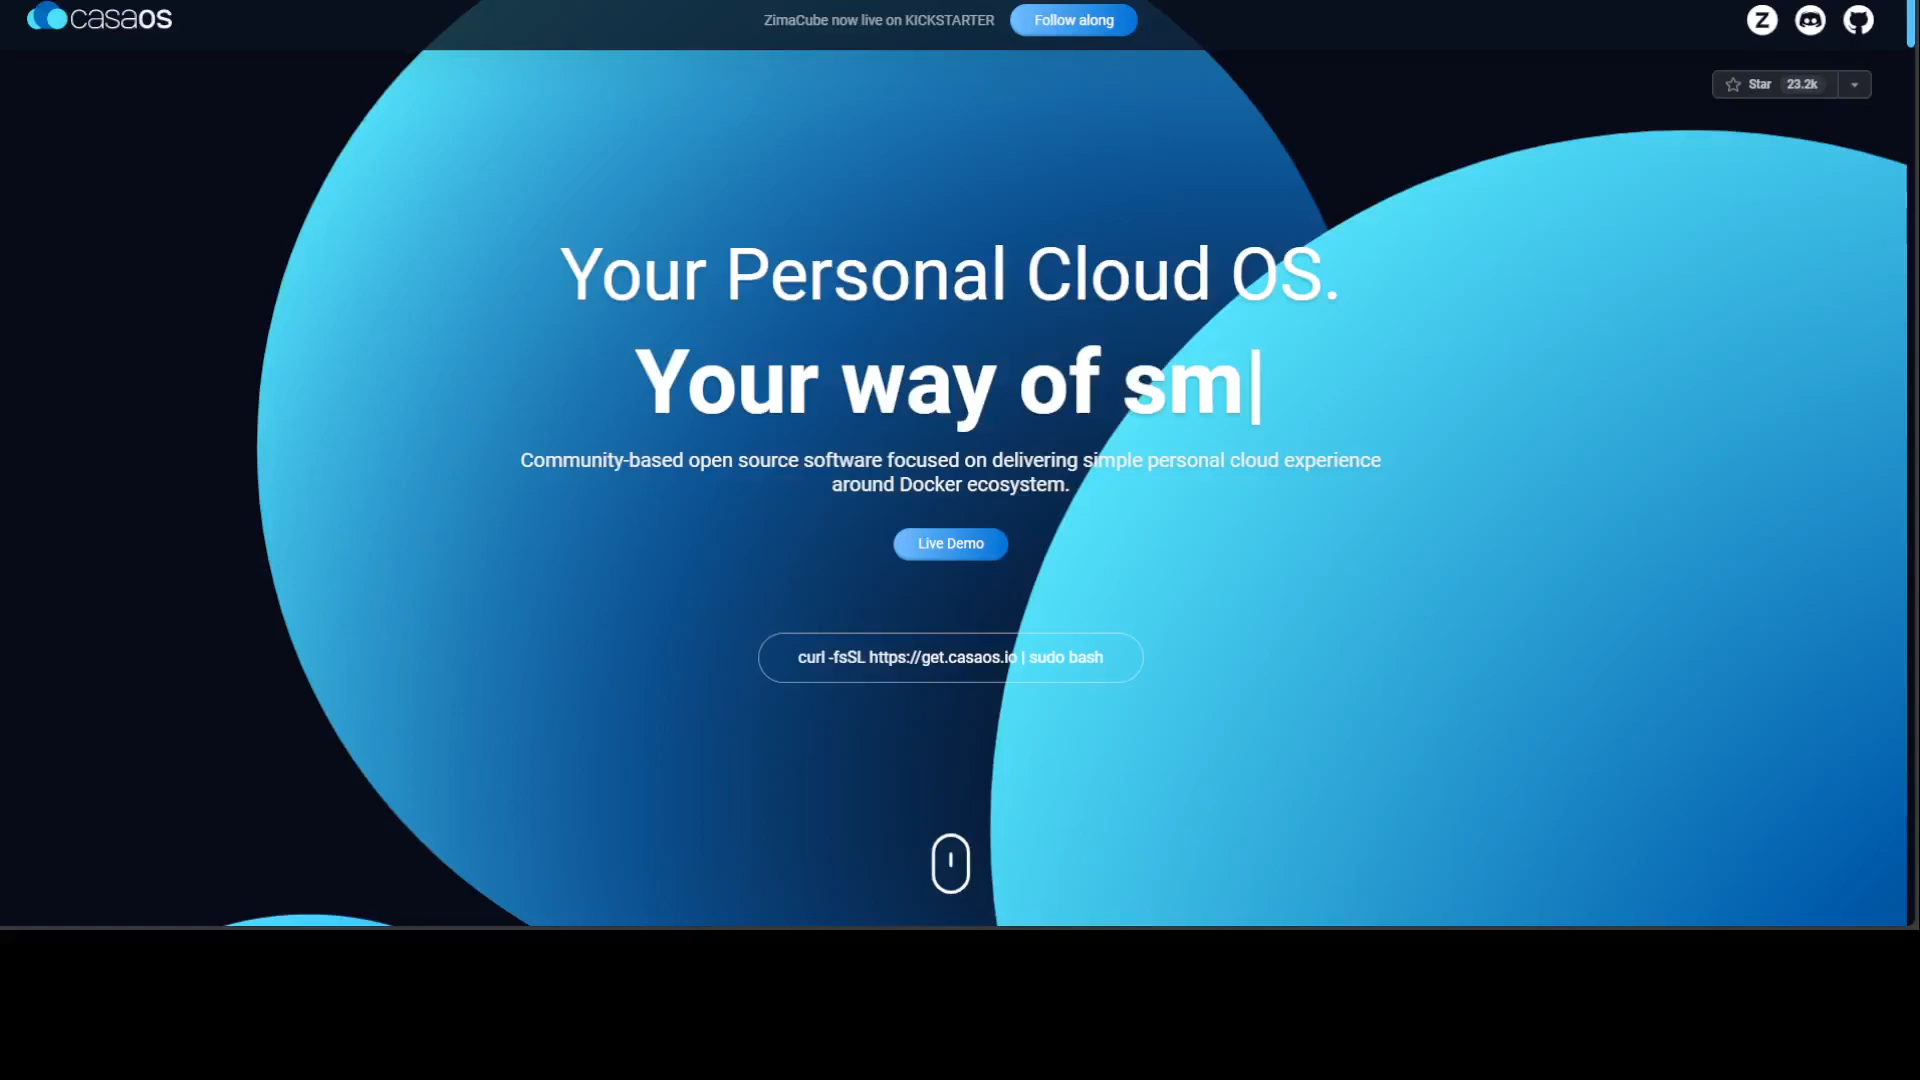 casaOS
ZimaCube now live on KICKSTARTER
Follow along
Z
Star 23.2k
Your Personal Cloud OS.
Your way of sm|
Community-based open source software focused on delivering simple personal cloud experience
around Docker ecosystem.
Live Demo
curl -fsSL https://get.casaos.io | sudo bash